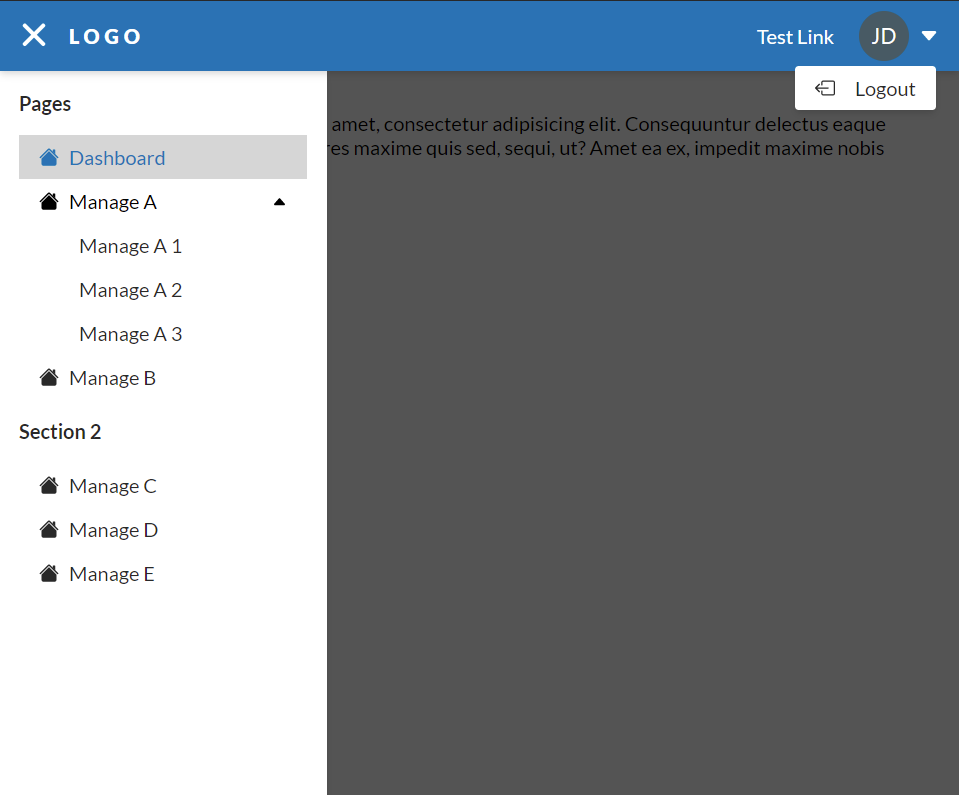 LOGO
Test Link
JD
Logout
Pages
Dashboard
Manage A
Manage A 1
Manage A 2
Manage A 3
Manage B
Section 2
Manage C
Manage D
Manage E
amet, consectetur adipisicing elit. Consequuntur delectus eaque
maxime quis sed, sequi, ut? Amet ea ex, impedit maxime nobis